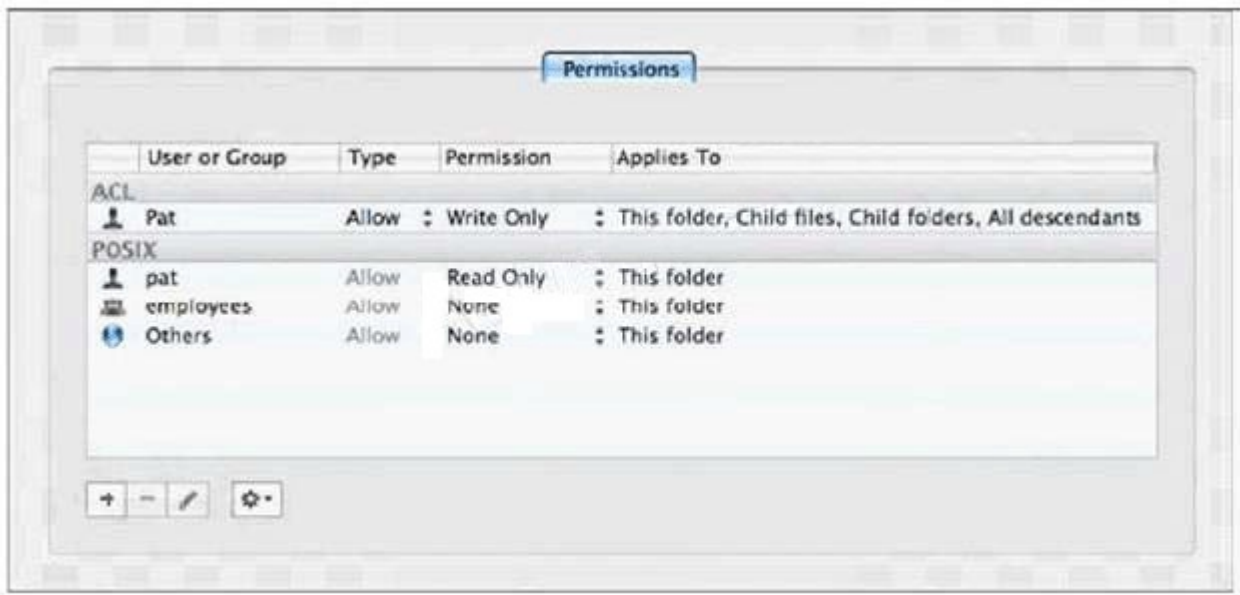 Permissions
User or Group Type Permission Applies To
ACL
Pat Allow Write Only This folder, Child files, Child folders, All descendants
POSIX
pat Allow Read Only This folder
employees Allow None This folder
Others Allow None This folder